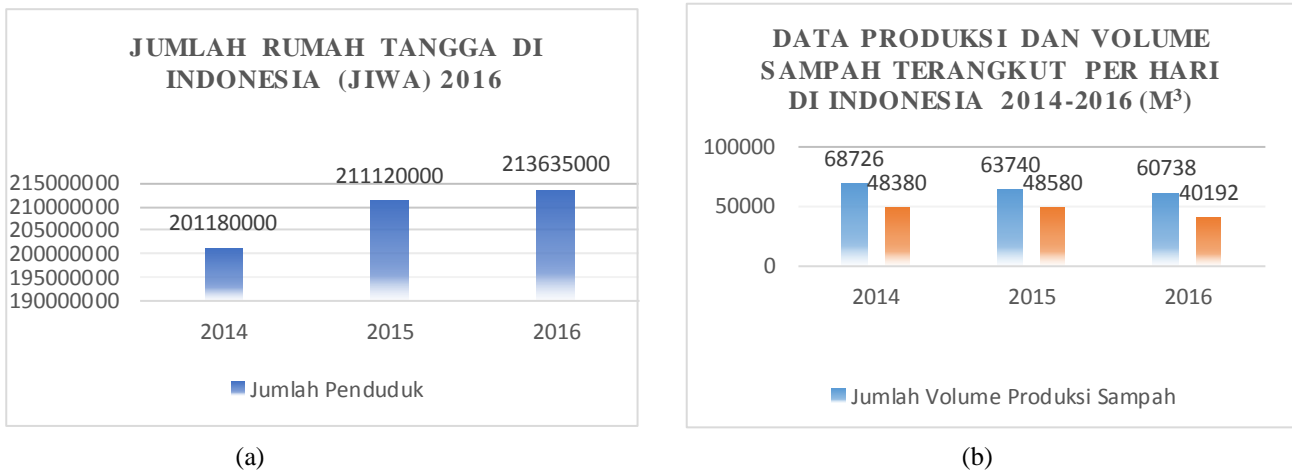 JUMLAH RUMAH TANGGA DI
INDONESIA (JIWA) 2016
213635000
211120000
201180000
215000000
210000000
205000000
200000000
195000000
190000000
2014 2015 2016
Jumlah Penduduk
(a)
DATA PRODUKSI DAN VOLUME
SAMPAH TERANGKUT PER HARI
DI INDONESIA 2014-2016 (M³)
100000
68726 63740 60738
48380 48580 40192
50000
0
2014 2015 2016
Jumlah Volume Produksi Sampah
(b)